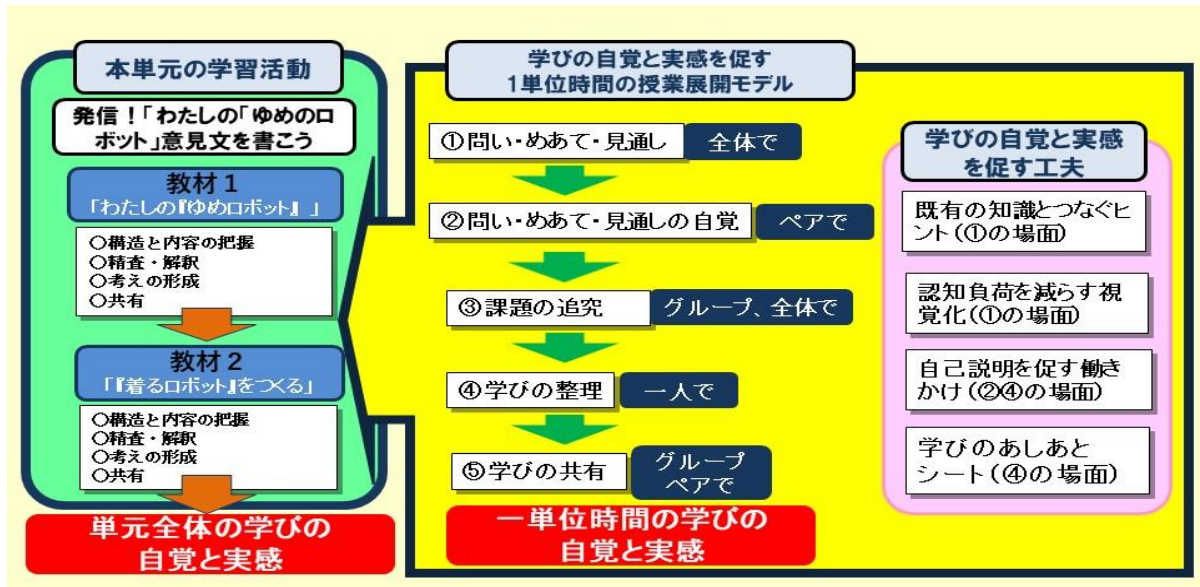 本単元の学習活動
発信！「わたしの「ゆめのロ
ボット」意見文を書こう
教材１
「わたしの『ゆめロボット』」
○構造と内容の把握
○精査・解釈
○考えの形成
○共有
教材２
「『着るロボット』をつくる」
○構造と内容の把握
○精査・解釈
○考えの形成
○共有
単元全体の学びの
自覚と実感
学びの自覚と実感を促す
1単位時間の授業展開モデル
①問い・めあて・見通し
全体で
②問い・めあて・見通しの自覚
ペアで
③課題の追究
グループ、全体で
④学びの整理
一人で
⑤学びの共有
グループ
ペアで
一単位時間の学びの
自覚と実感
学びの自覚と実感
を促す工夫
既有の知識とつなぐヒ
ント(①の場面)
認知負荷を減らす視
覚化(①の場面)
自己説明を促す働き
かけ(②④の場面)
学びのあしあと
シート(④の場面)